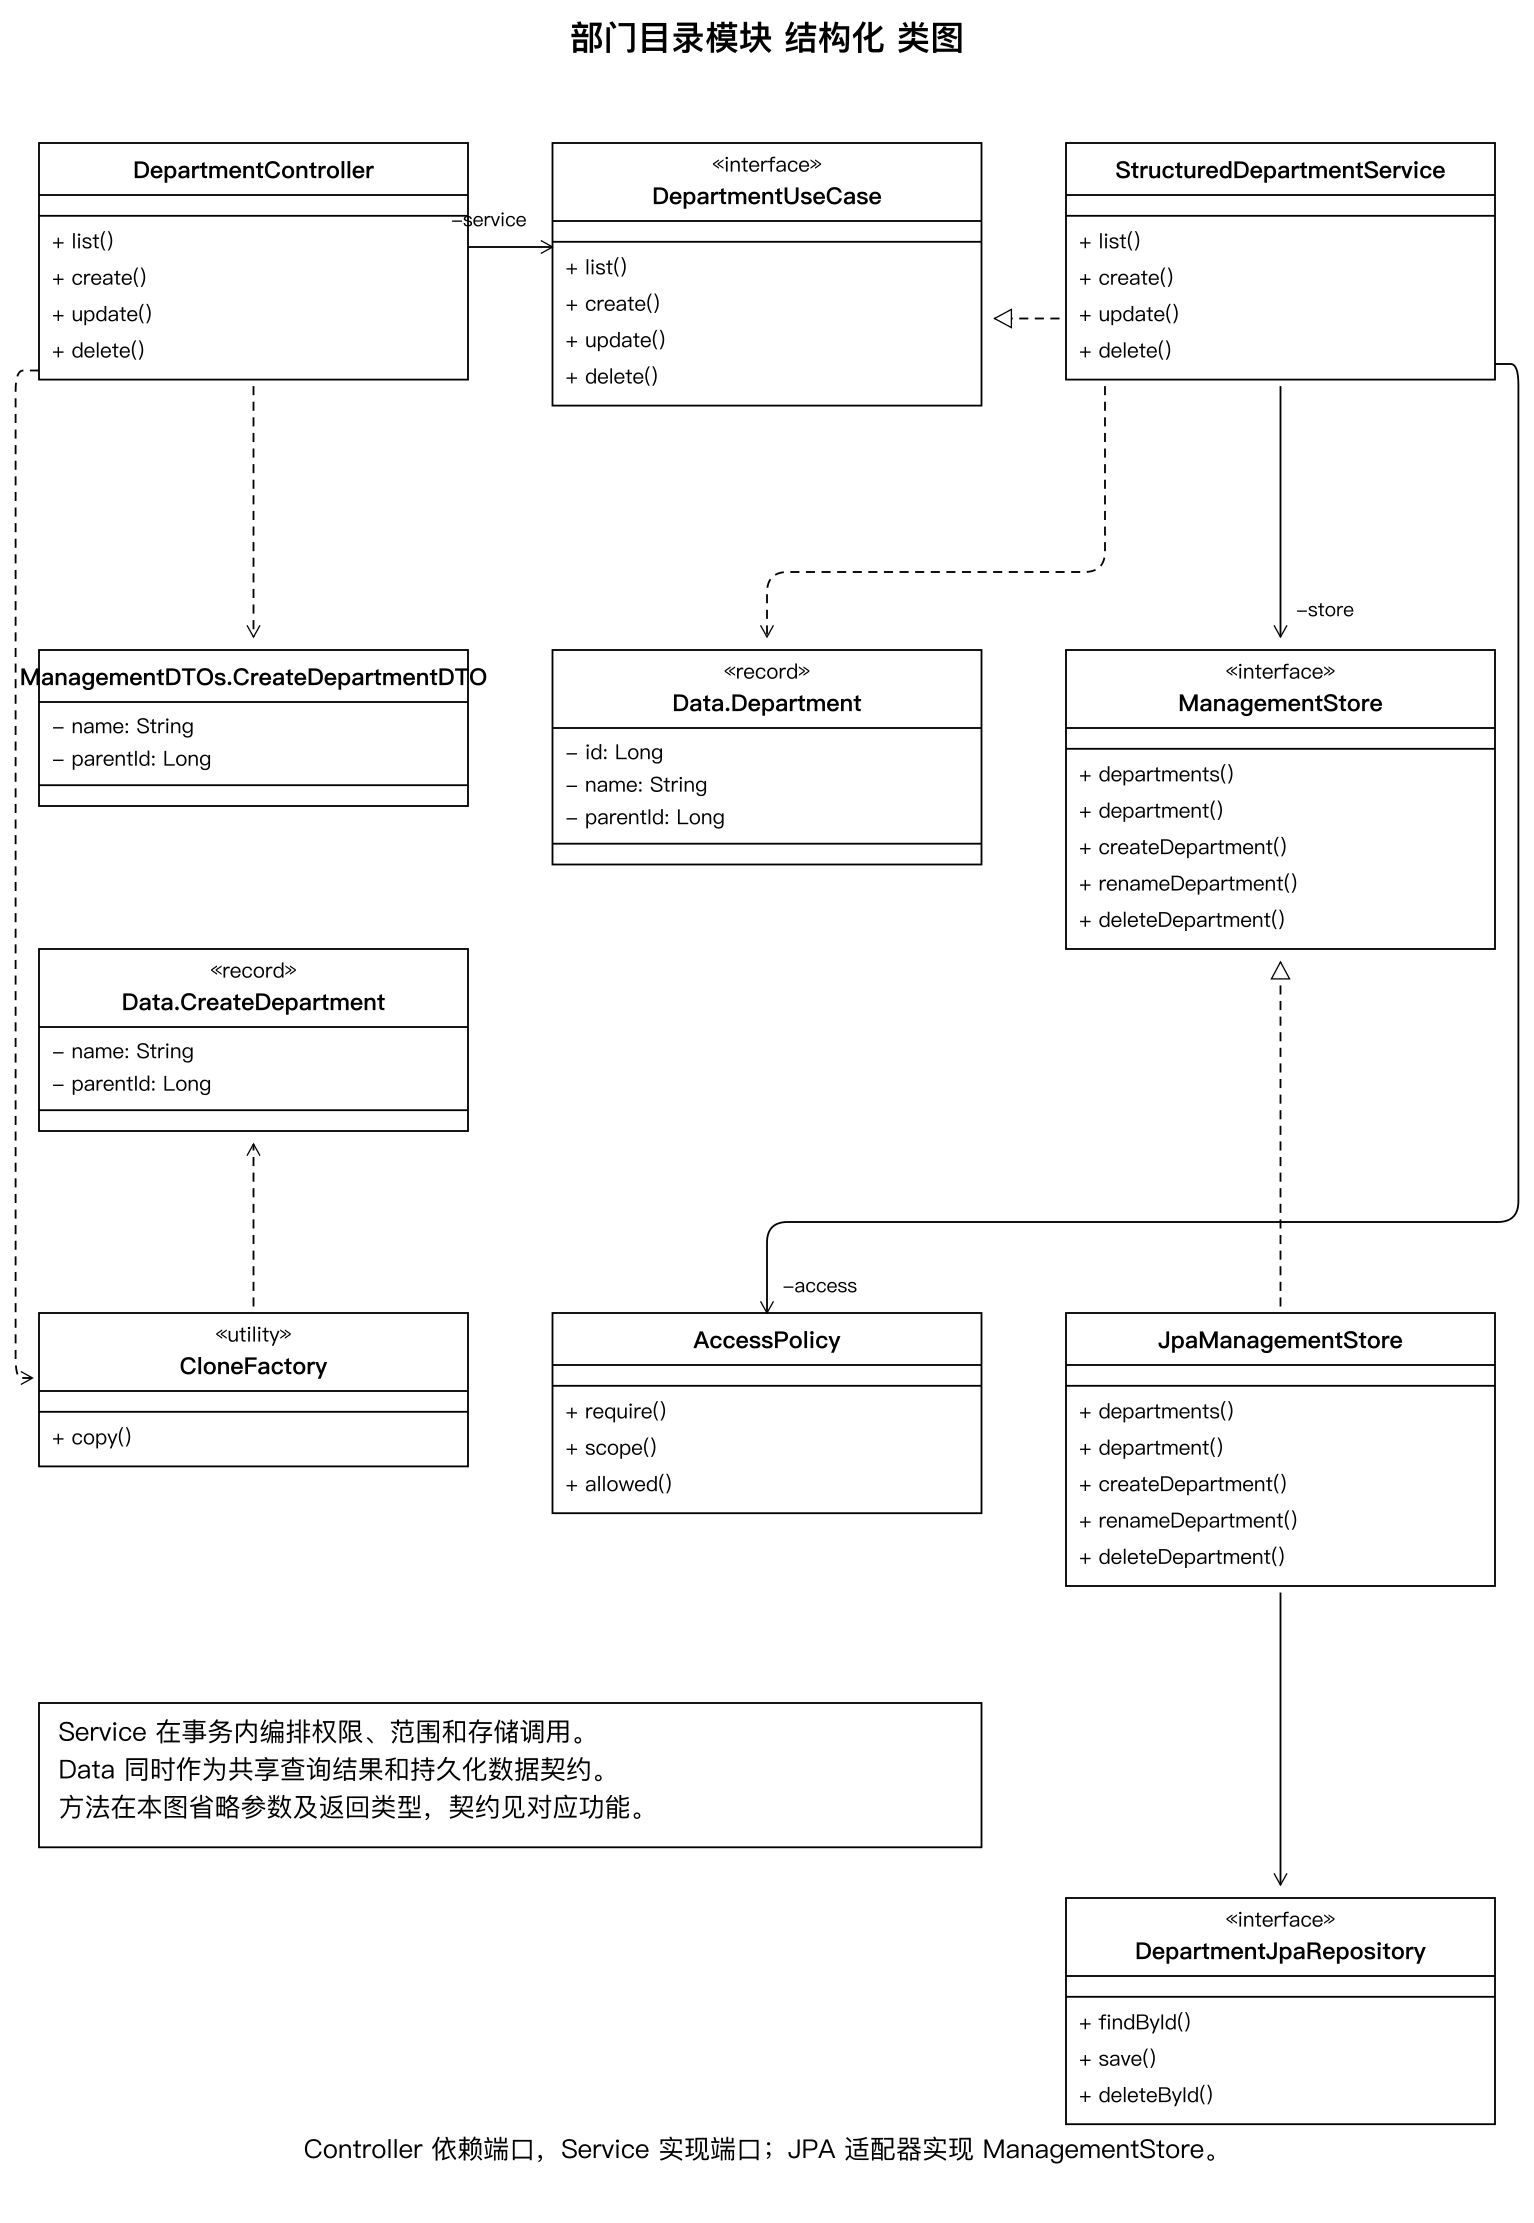 部门目录模块 结构化 类图
DepartmentController
+ list()
+ create()
+ update()
+ delete()
–service
«interface»
DepartmentUseCase
+ list()
+ create()
+ update()
+ delete()
StructuredDepartmentService
+ list()
+ create()
+ update()
+ delete()
–store
ManagementDTOs.CreateDepartmentDTO
– name: String
– parentId: Long
«record»
Data.Department
– id: Long
– name: String
– parentId: Long
«interface»
ManagementStore
+ departments()
+ department()
+ createDepartment()
+ renameDepartment()
+ deleteDepartment()
«record»
Data.CreateDepartment
– name: String
– parentId: Long
–access
«utility»
CloneFactory
+ copy()
AccessPolicy
+ require()
+ scope()
+ allowed()
JpaManagementStore
+ departments()
+ department()
+ createDepartment()
+ renameDepartment()
+ deleteDepartment()
Service 在事务内编排权限、范围和存储调用。
Data 同时作为共享查询结果和持久化数据契约。
方法在本图省略参数及返回类型，契约见对应功能。
«interface»
DepartmentJpaRepository
+ findById()
+ save()
+ deleteById()
Controller 依赖端口，Service 实现端口；JPA 适配器实现 ManagementStore。